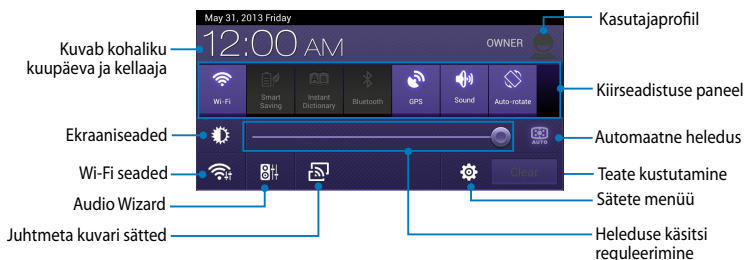 May 31, 2013 Friday
12:00 AM
OWNER
Kasutajaprofiil
Kuvab kohaliku
kuupäeva ja kellaaja
Wi-Fi
Smart
Saving
Instant
Dictionary
Bluetooth
GPS
Sound
Auto-rotate
Kiirseadistuse paneel
Ekraaniseaded
AUTO
Automaatne heledus
Wi-Fi seaded
Clear
Teate kustutamine
Audio Wizard
Sätete menüü
Juhtmeta kuvari sätted
Heleduse käsitsi
reguleerimine